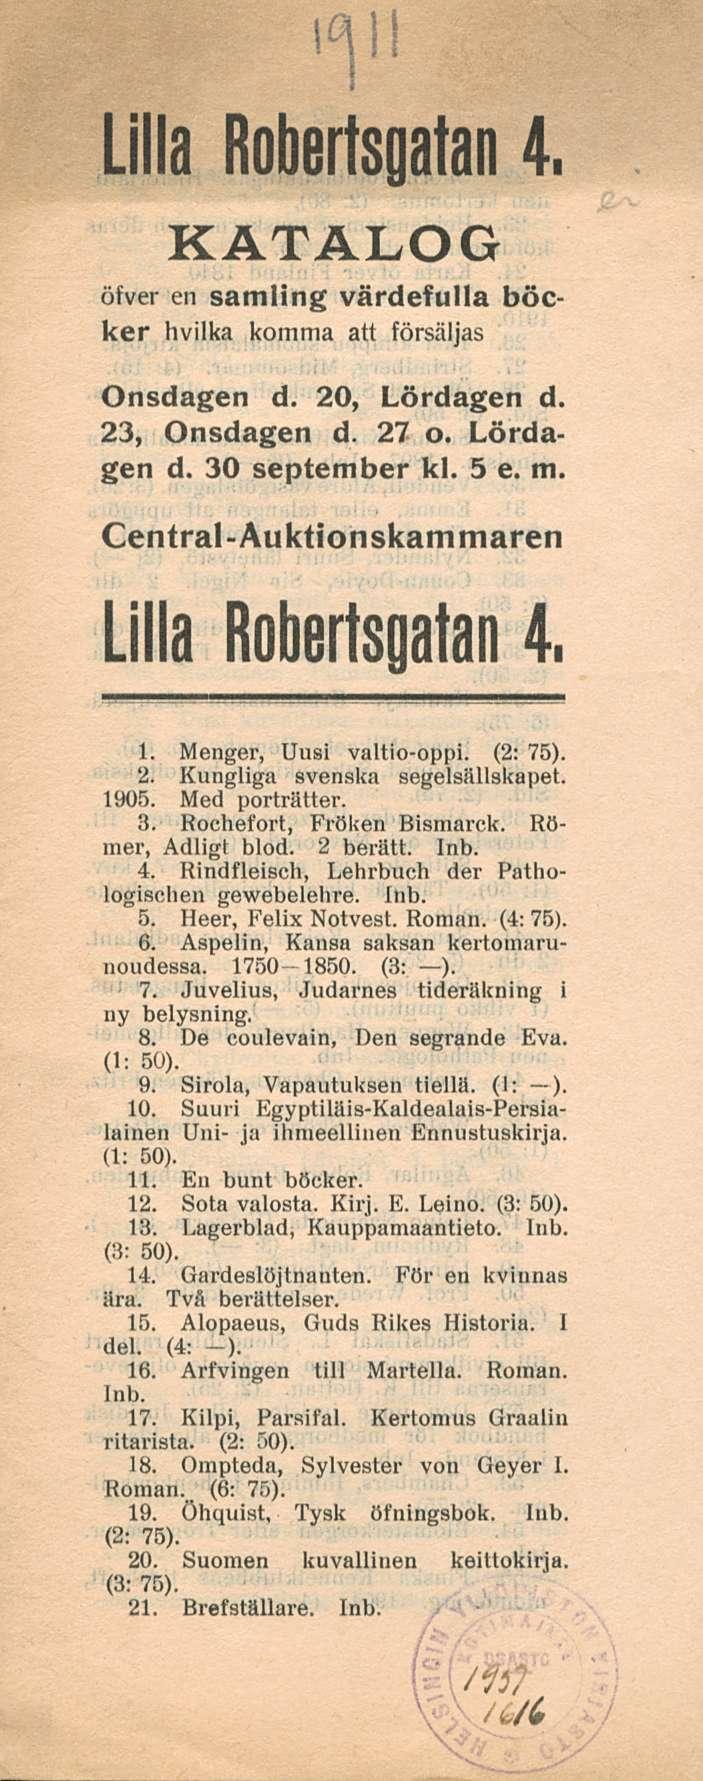 1911
Lilla Robertsgatan 4.
ei
KATALOG
öfver en samling värdefulla böc-
ker hvilka komma att försäljas
Onsdagen d. 20, Lördagen d.
23, Onsdagen d. 27 o. Lörda-
gen d. 30 september kl. 5 e. m.
Central-Auktionskammaren
Lilla Robertsgatan 4.
1. Menger, Uusi valtio-oppi. (2: 75).
2. Kungliga svenska segelsällskapet.
1905. Med porträtter.
3. Rochefort, Fröken Bismarck. Rö-
mer, Adligt blod. 2 berätt. Inb.
4. Rindfleisch, Lehrbuch der Patho-
logischen gewebelehre. Inb.
5. Heer, Felix Notvest. Roman. (4: 75).
6. Aspelin, Kansa saksan kertomaru-
noudessa. 1750—1850. (3: —).
7. Juvelius, Judarnes tideräkning i
ny belysning.
8. De coulevain, Den segrande Eva.
(1: 50).
9. Sirola, Vapautuksen tiellä. (1: —).
10. Suuri Egyptiläis-Kaldealais-Persia-
lainen Uni- ja ihmeellinen Ennustuskirja.
(1: 50).
11. En bunt böcker.
12. Sota valosta. Kirj. E. Leino. (3: 50).
13. Lagerblad, Kauppamaantieto. Inb.
(3: 50).
14. Gardeslöjtnanten. För en kvinnas
ära. Två berättelser.
15. Alopaeus, Guds Rikes Historia. I
del. (4: —).
16. Arfvingen till Martella. Roman.
Inb.
17. Kilpi, Parsifal. Kertomus Graalin
ritarista. (2: 50).
18. Ompteda, Sylvester von Geyer I.
Roman. (6: 75).
19. Öhquist, Tysk öfningsbok. Inb.
(2: 75).
20. Suomen kuvallinen keittokirja.
(3: 75).
21. Brefställare. Inb.
HELSINGIN YLIOPISTON KIRJASTO
KOTIMAINEN
OSASTO
1957
1616